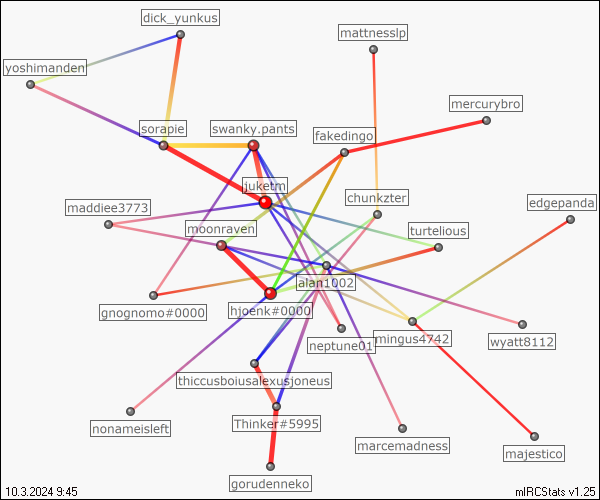 dick_yunkus
mattnesslp
yoshimanden
mercurybro
sorapie
swanky.pants
fakedingo
juketm
chunkzter
edgepanda
maddiee3773
moonraven
turtelious
alan1002
gnognomo#0000
hjoenk#0000
neptune01
mingus4742
wyatt8112
thiccusboiusalexusjoneus
nonameisleft
Thinker#5995
marcemadness
majestico
gorudenneko
10.3.2024 9:45
mIRCStats v1.25